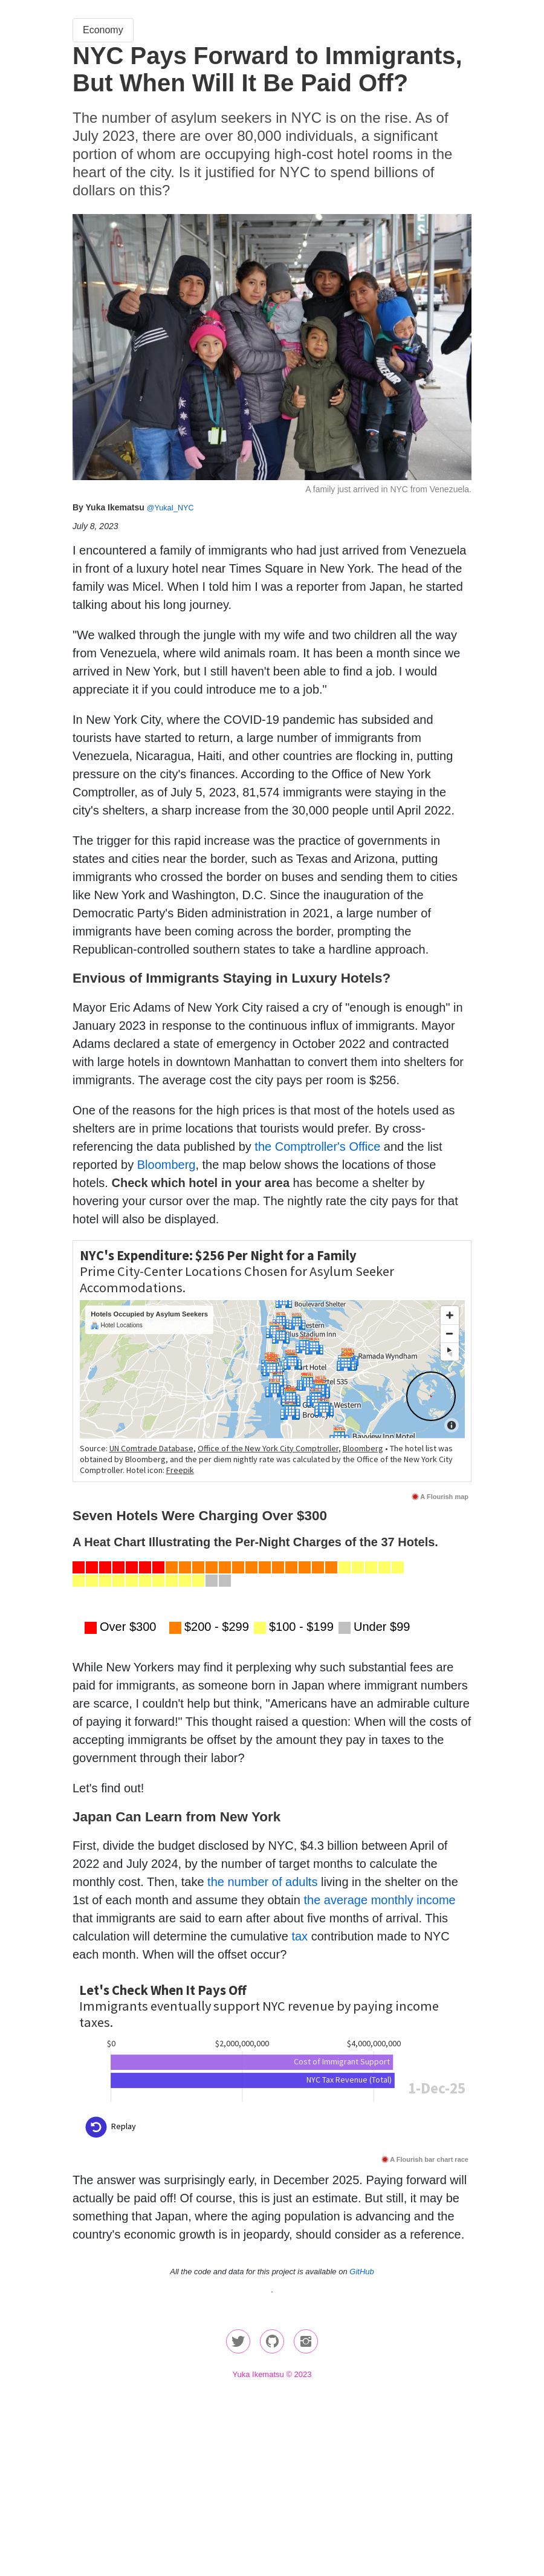 Economy
NYC Pays Forward to Immigrants,
But When Will It Be Paid Off?
The number of asylum seekers in NYC is on the rise. As of
July 2023, there are over 80,000 individuals, a significant
portion of whom are occupying high-cost hotel rooms in the
heart of the city. Is it justified for NYC to spend billions of
dollars on this?
A family just arrived in NYC from Venezuela.
By Yuka Ikematsu @YukaI_NYC
July 8, 2023
I encountered a family of immigrants who had just arrived from Venezuela
in front of a luxury hotel near Times Square in New York. The head of the
family was Micel. When I told him I was a reporter from Japan, he started
talking about his long journey.
"We walked through the jungle with my wife and two children all the way
from Venezuela, where wild animals roam. It has been a month since we
arrived in New York, but I still haven't been able to find a job. I would
appreciate it if you could introduce me to a job."
In New York City, where the COVID-19 pandemic has subsided and
tourists have started to return, a large number of immigrants from
Venezuela, Nicaragua, Haiti, and other countries are flocking in, putting
pressure on the city's finances. According to the Office of New York
Comptroller, as of July 5, 2023, 81,574 immigrants were staying in the
city's shelters, a sharp increase from the 30,000 people until April 2022.
The trigger for this rapid increase was the practice of governments in
states and cities near the border, such as Texas and Arizona, putting
immigrants who crossed the border on buses and sending them to cities
like New York and Washington, D.C. Since the inauguration of the
Democratic Party's Biden administration in 2021, a large number of
immigrants have been coming across the border, prompting the
Republican-controlled southern states to take a hardline approach.
Envious of Immigrants Staying in Luxury Hotels?
Mayor Eric Adams of New York City raised a cry of "enough is enough" in
January 2023 in response to the continuous influx of immigrants. Mayor
Adams declared a state of emergency in October 2022 and contracted
with large hotels in downtown Manhattan to convert them into shelters for
immigrants. The average cost the city pays per room is $256.
One of the reasons for the high prices is that most of the hotels used as
shelters are in prime locations that tourists would prefer. By cross-
referencing the data published by the Comptroller's Office and the list
reported by Bloomberg, the map below shows the locations of those
hotels. Check which hotel in your area has become a shelter by
hovering your cursor over the map. The nightly rate the city pays for that
hotel will also be displayed.
NYC's Expenditure: $256 Per Night for a Family
Prime City-Center Locations Chosen for Asylum Seeker
Accommodations.
Boulevard Shelter
Hotels Occupied by Asylum Seekers
Hotel Locations
Stadium Inn
Ramada Wyndham
Hotel
535
Western
Bayview Inn Motel
Source: UN Comtrade Database, Office of the New York City Comptroller, Bloomberg • The hotel list was
obtained by Bloomberg, and the per diem nightly rate was calculated by the Office of the New York City
Comptroller. Hotel icon: Freepik
A Flourish map
Seven Hotels Were Charging Over $300
A Heat Chart Illustrating the Per-Night Charges of the 37 Hotels.
Over $300 $200 - $299 $100 - $199 Under $99
While New Yorkers may find it perplexing why such substantial fees are
paid for immigrants, as someone born in Japan where immigrant numbers
are scarce, I couldn't help but think, "Americans have an admirable culture
of paying it forward!" This thought raised a question: When will the costs of
accepting immigrants be offset by the amount they pay in taxes to the
government through their labor?
Let's find out!
Japan Can Learn from New York
First, divide the budget disclosed by NYC, $4.3 billion between April of
2022 and July 2024, by the number of target months to calculate the
monthly cost. Then, take the number of adults living in the shelter on the
1st of each month and assume they obtain the average monthly income
that immigrants are said to earn after about five months of arrival. This
calculation will determine the cumulative tax contribution made to NYC
each month. When will the offset occur?
Let's Check When It Pays Off
Immigrants eventually support NYC revenue by paying income
taxes.
$0 $2,000,000,000 $4,000,000,000
Cost of Immigrant Support
NYC Tax Revenue (Total)
1-Dec-25
Replay
A Flourish bar chart race
The answer was surprisingly early, in December 2025. Paying forward will
actually be paid off! Of course, this is just an estimate. But still, it may be
something that Japan, where the aging population is advancing and the
country's economic growth is in jeopardy, should consider as a reference.
All the code and data for this project is available on GitHub
.
Yuka Ikematsu © 2023